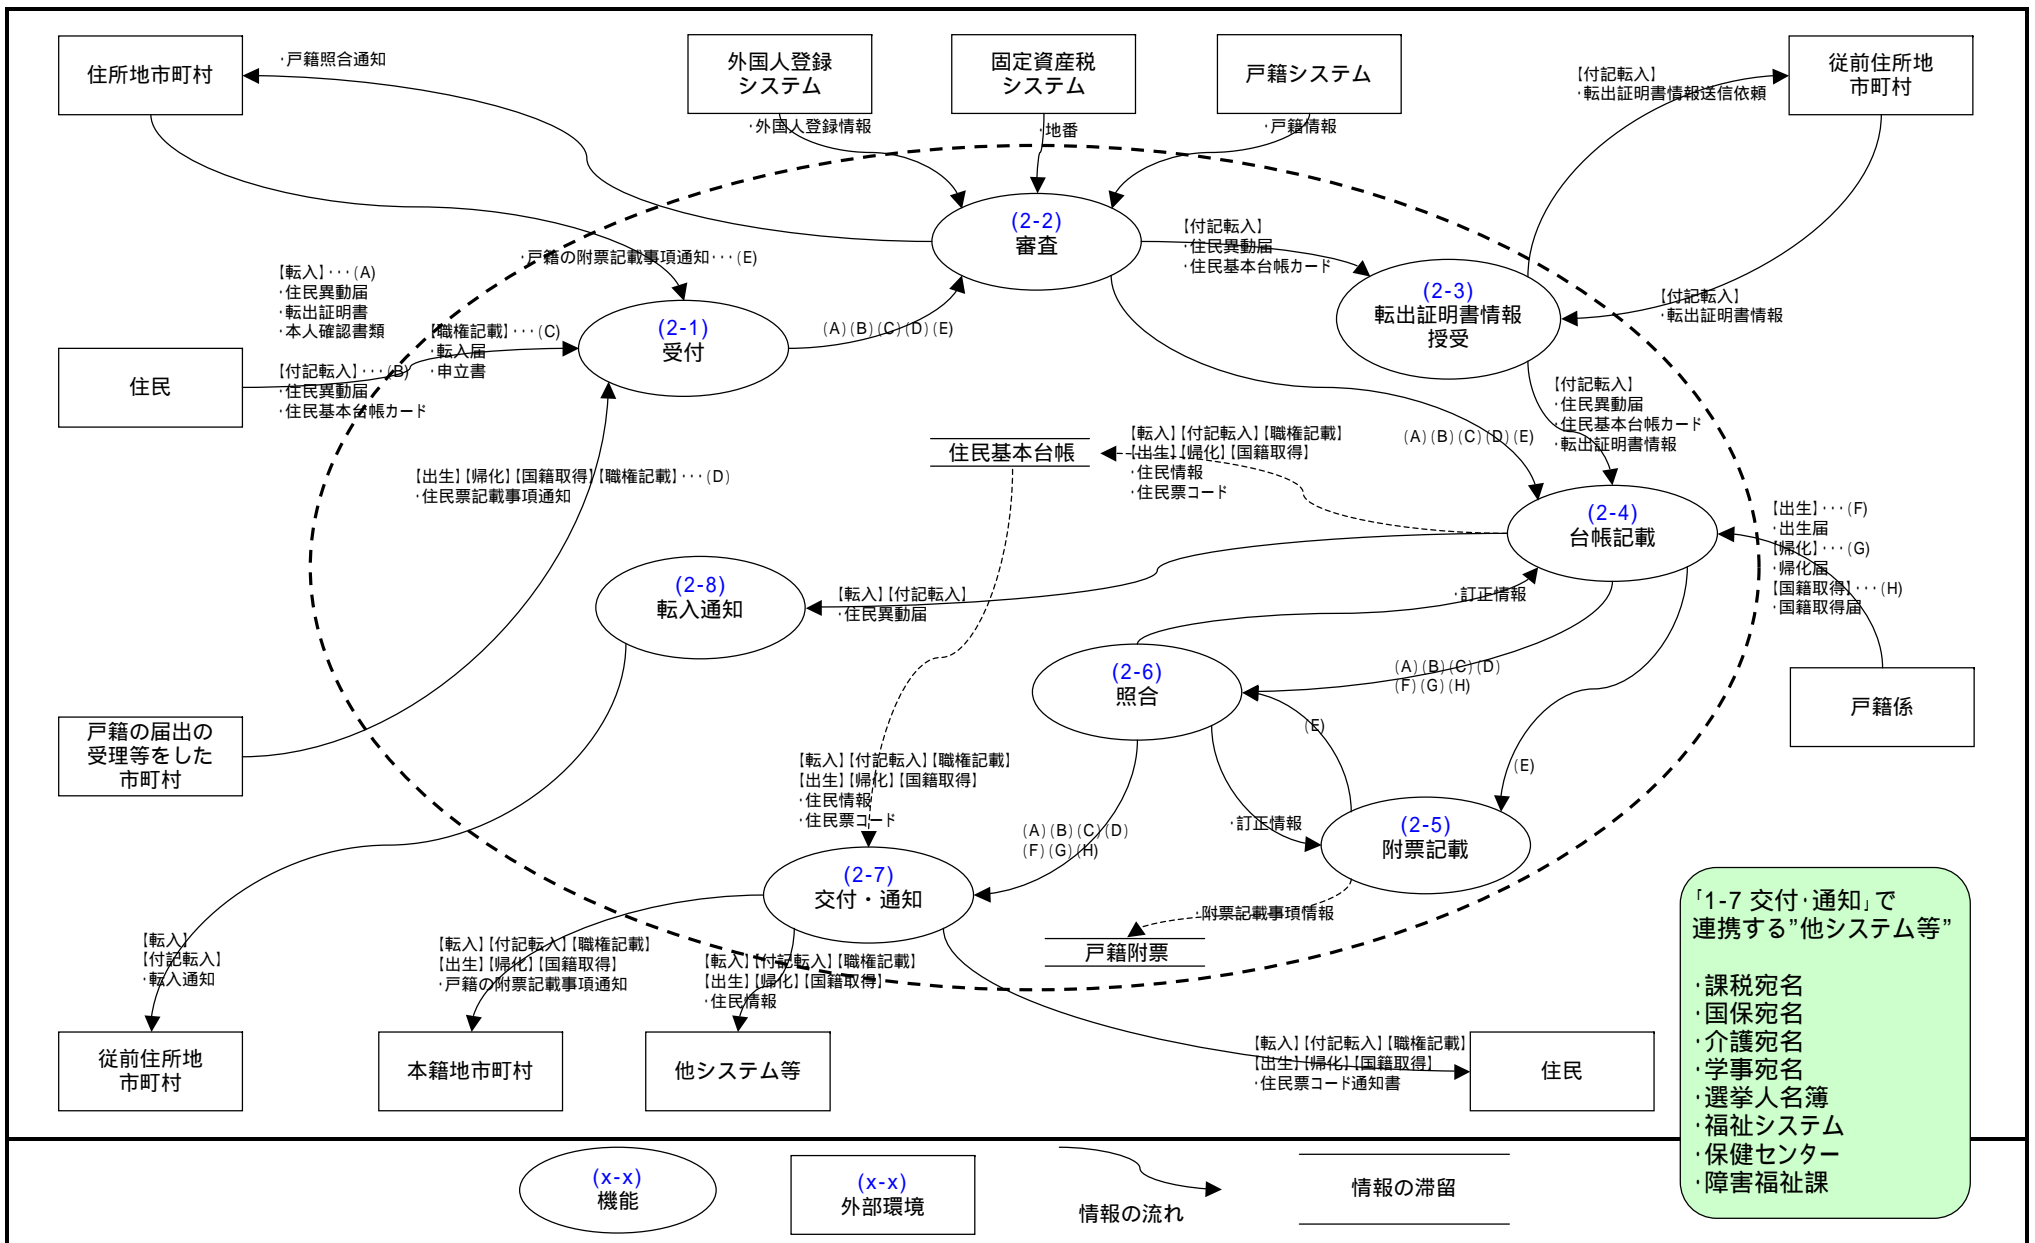 住所地市町村
・戸籍照合通知
外国人登録
システム
・外国人登録情報
固定資産税
システム
・地番
戸籍システム
・戸籍情報
【付記転入】
・転出証明書情報送信依頼
従前住所地
市町村
(2-2)
審査
【付記転入】
・住民異動届
・住民基本台帳カード
・戸籍の附票記載事項通知・・・(E)
【転入】・・・(A)
・住民異動届
・転出証明書
・本人確認書類
【職権記載】・・・(C)
・転入届
・申立書
(2-1)
受付
(A)(B)(C)(D)(E)
(2-3)
転出証明書情報
授受
【付記転入】
・転出証明書情報
住民
【付記転入】・・・(B)
・住民異動届
・住民基本台帳カード
【付記転入】
・住民異動届
・住民基本台帳カード
・転出証明書情報
住民基本台帳
【転入】【付記転入】【職権記載】
【出生】【帰化】【国籍取得】
・住民情報
・住民票コード
(A)(B)(C)(D)(E)
【出生】【帰化】【国籍取得】【職権記載】・・・(D)
・住民票記載事項通知
(2-4)
台帳記載
【出生】・・・(F)
・出生届
【帰化】・・・(G)
・帰化届
【国籍取得】・・・(H)
・国籍取得届
(2-8)
転入通知
【転入】【付記転入】
・住民異動届
・訂正情報
(2-6)
照合
(A)(B)(C)(D)
(F)(G)(H)
戸籍係
戸籍の届出の
受理等をした
市町村
(E)
(E)
【転入】【付記転入】【職権記載】
【出生】【帰化】【国籍取得】
・住民情報
・住民票コード
(A)(B)(C)(D)
(F)(G)(H)
・訂正情報
(2-5)
附票記載
(2-7)
交付・通知
・附票記載事項情報
戸籍附票
【転入】
【付記転入】
・転入通知
【転入】【付記転入】【職権記載】
【出生】【帰化】【国籍取得】
・戸籍の附票記載事項通知
【転入】【付記転入】【職権記載】
【出生】【帰化】【国籍取得】
・住民情報
【転入】【付記転入】【職権記載】
【出生】【帰化】【国籍取得】
・住民票コード通知書
従前住所地
市町村
本籍地市町村
他システム等
住民
「1-7 交付・通知」で
連携する”他システム等”
・課税宛名
・国保宛名
・介護宛名
・学事宛名
・選挙人名簿
・福祉システム
・保健センター
・障害福祉課
(x-x)
機能
(x-x)
外部環境
情報の流れ
情報の滞留